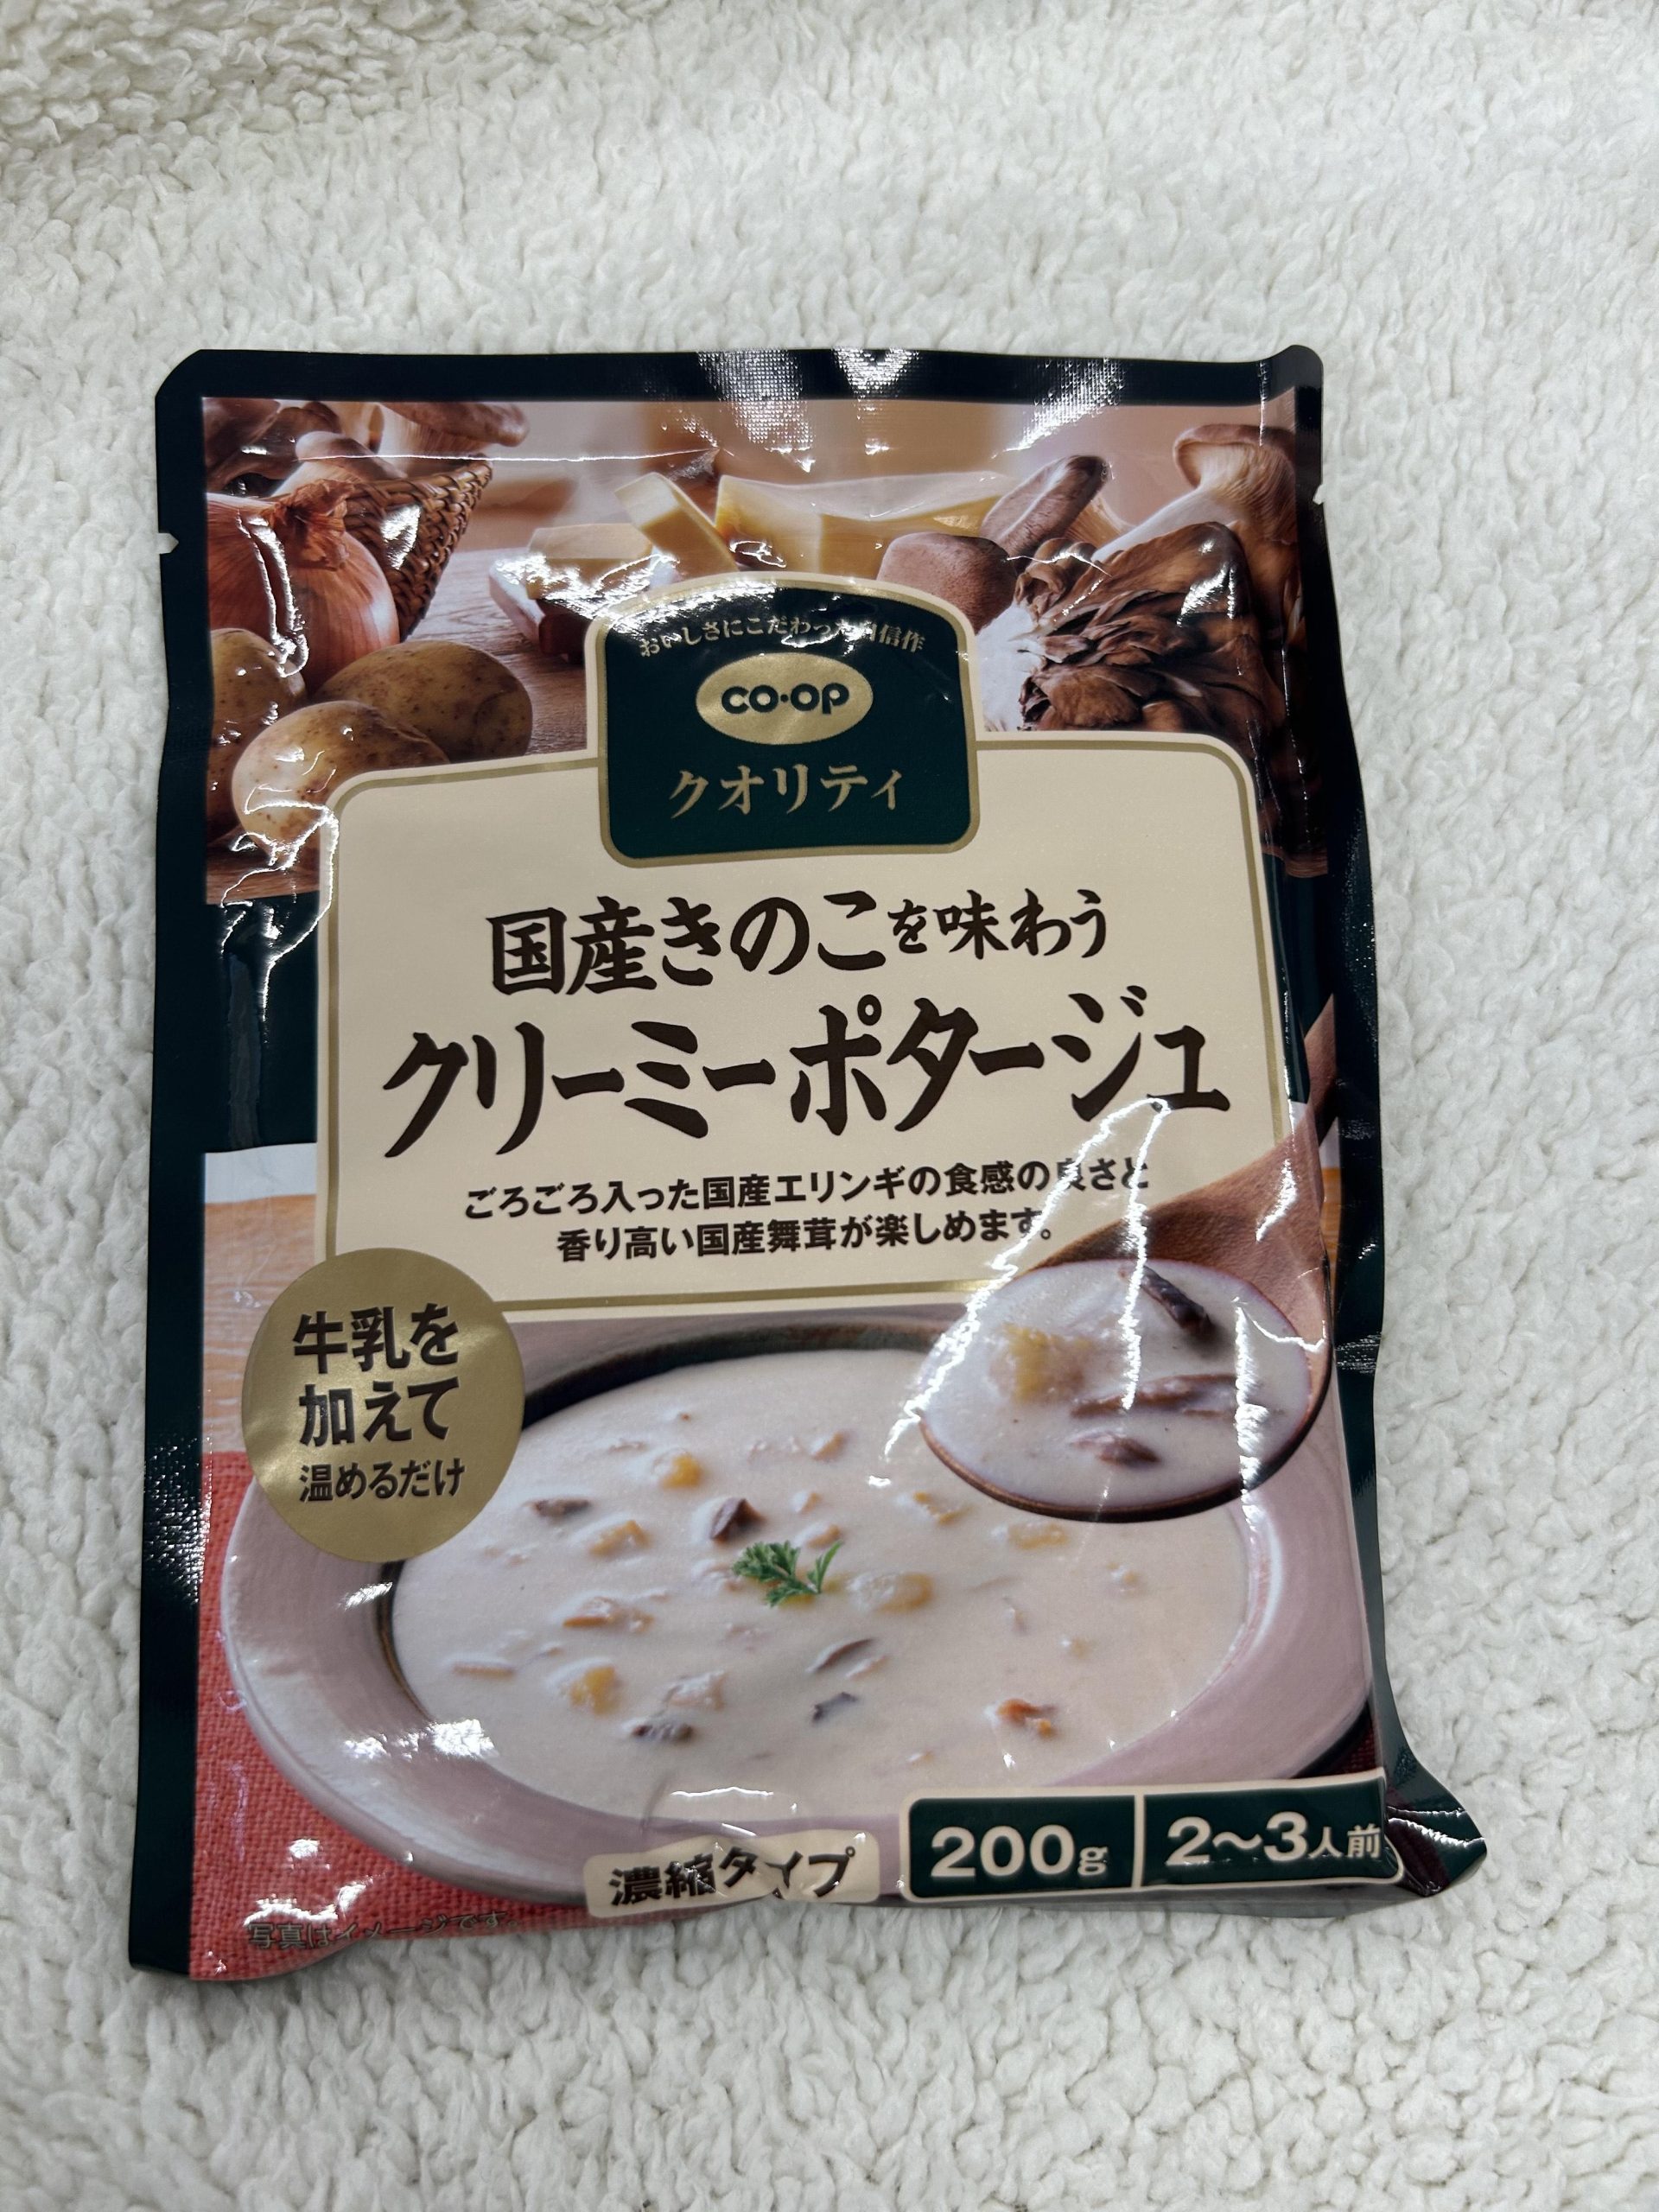 おいしさにこだわった自信作
CO·OP
クオリティ
国産きのこを味わう
クリーミーポタージュ
ごろごろ入った国産エリンギの食感の良さと
香り高い国産舞茸が楽しめます。
牛乳を
加えて
温めるだけ
濃縮タイプ
200g
2〜3人前
写真はイメージです。